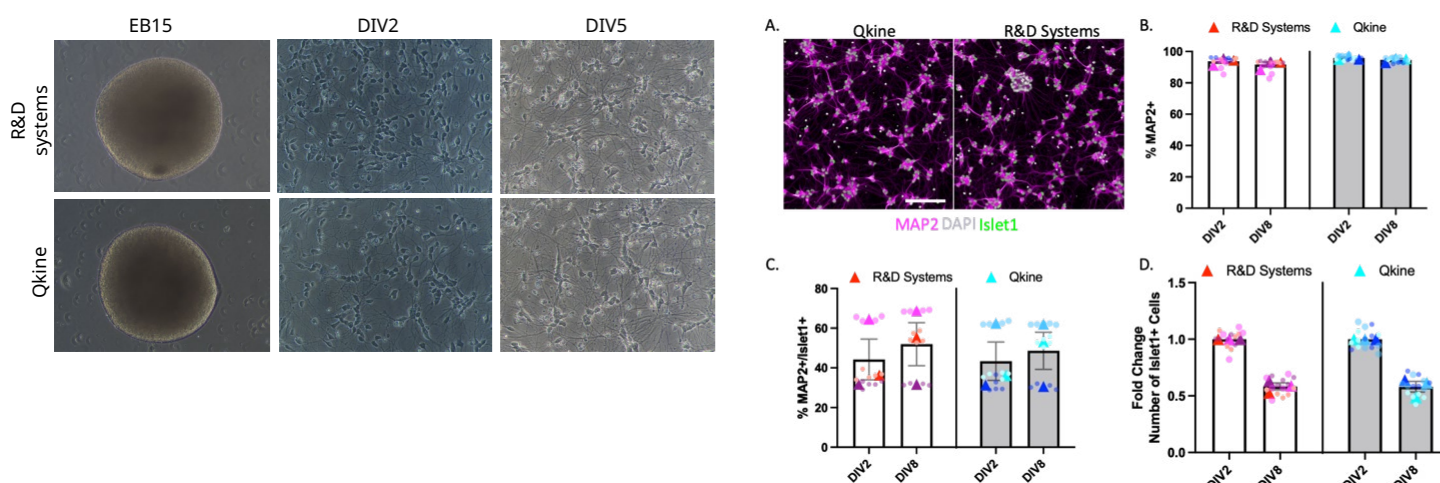 EB15 DIV2 DIV5
R&D
systems
Qkine
A.
Qkine R&D Systems
MAP2 DAPI Islet1
B.
R&D Systems Qkine
% MAP2+
100
80
60
40
20
0
DIV2 DIV8 DIV2 DIV8
C.
R&D Systems Qkine
% MAP2+/Islet1+
80
60
40
20
0
DIV2 DIV8 DIV2 DIV8
D.
R&D Systems Qkine
Fold Change
Number of Islet1+ Cells
1.5
1.0
0.5
0.0
DIV2 DIV8 DIV2 DIV8